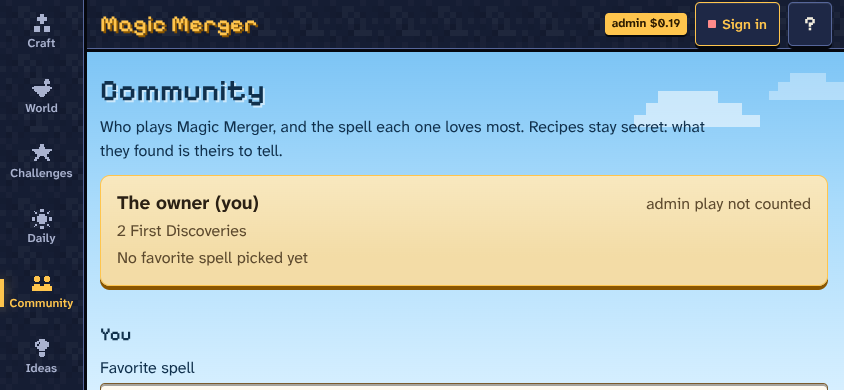 Magic Merger
admin $0.19
Sign in
?
Craft
World
Challenges
Daily
Community
Ideas
Community
Who plays Magic Merger, and the spell each one loves most. Recipes stay secret: what
they found is theirs to tell.
The owner (you)
admin play not counted
2 First Discoveries
No favorite spell picked yet
You
Favorite spell